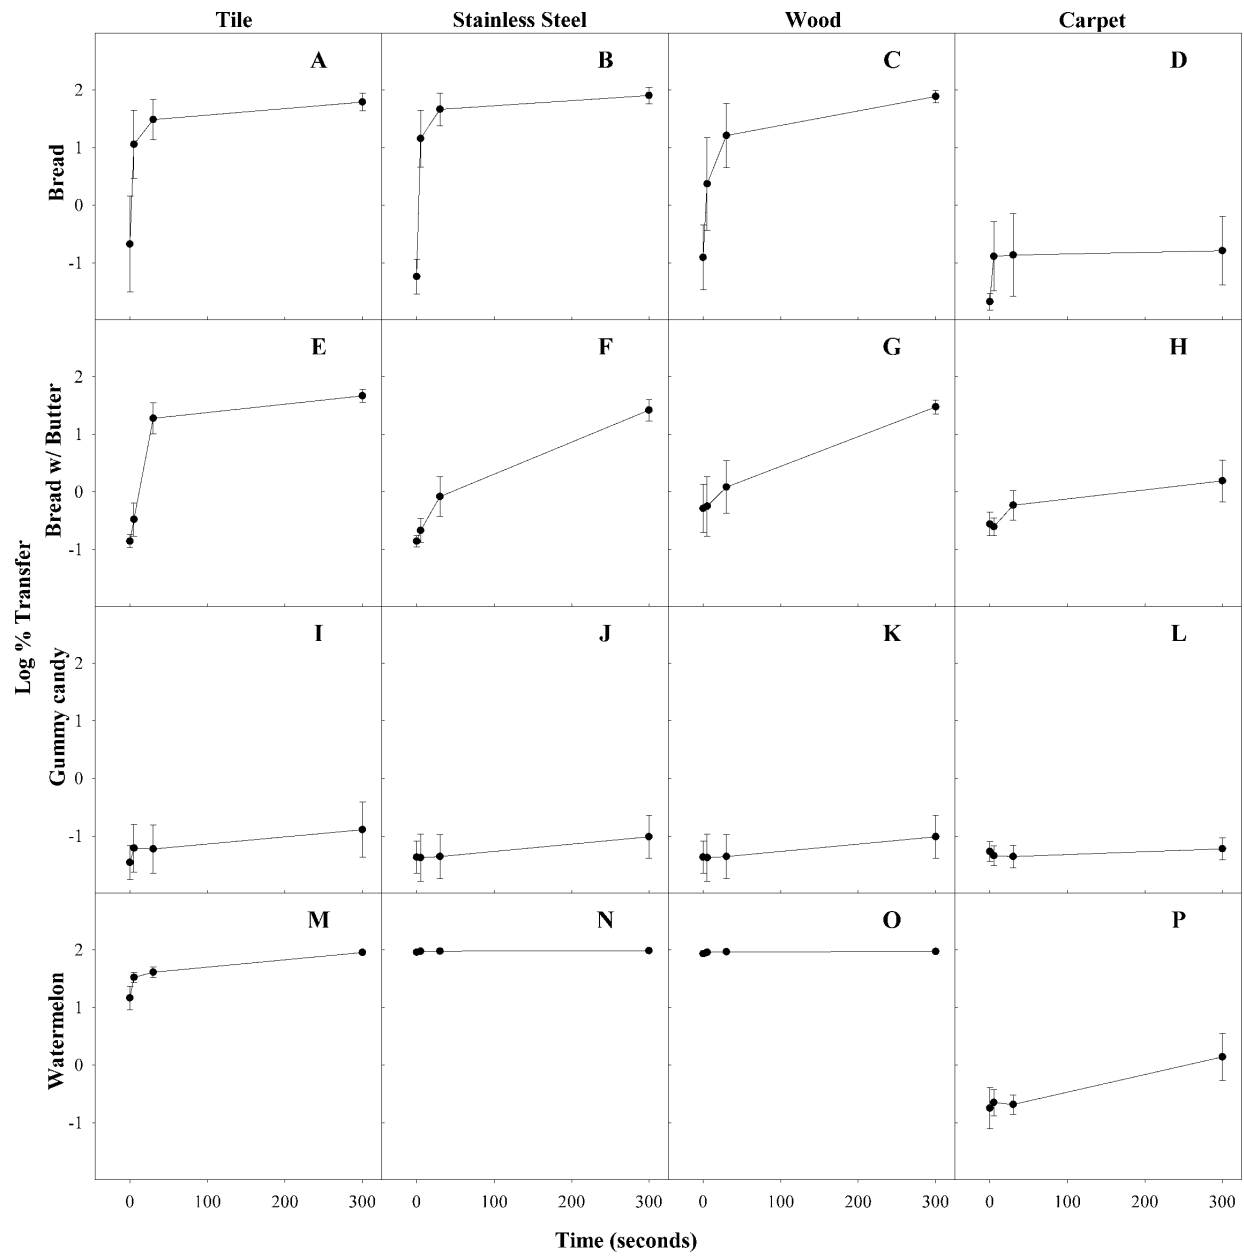 Tile Stainless Steel Wood Carpet
A B C D
2
1
0
-1
Bread
E F G H
2
1
0
-1
Bread w/ Butter
Log % Transfer
I J K L
2
1
0
-1
Gummy candy
M N O P
2
1
0
-1
Watermelon
0 100 200 300 0 100 200 300 0 100 200 300 0 100 200 300
Time (seconds)